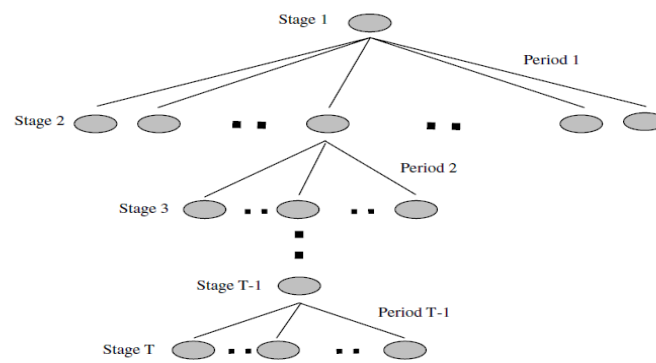 Stage 1
Period 1
Stage 2
Period 2
Stage 3
Stage T-1
Period T-1
Stage T